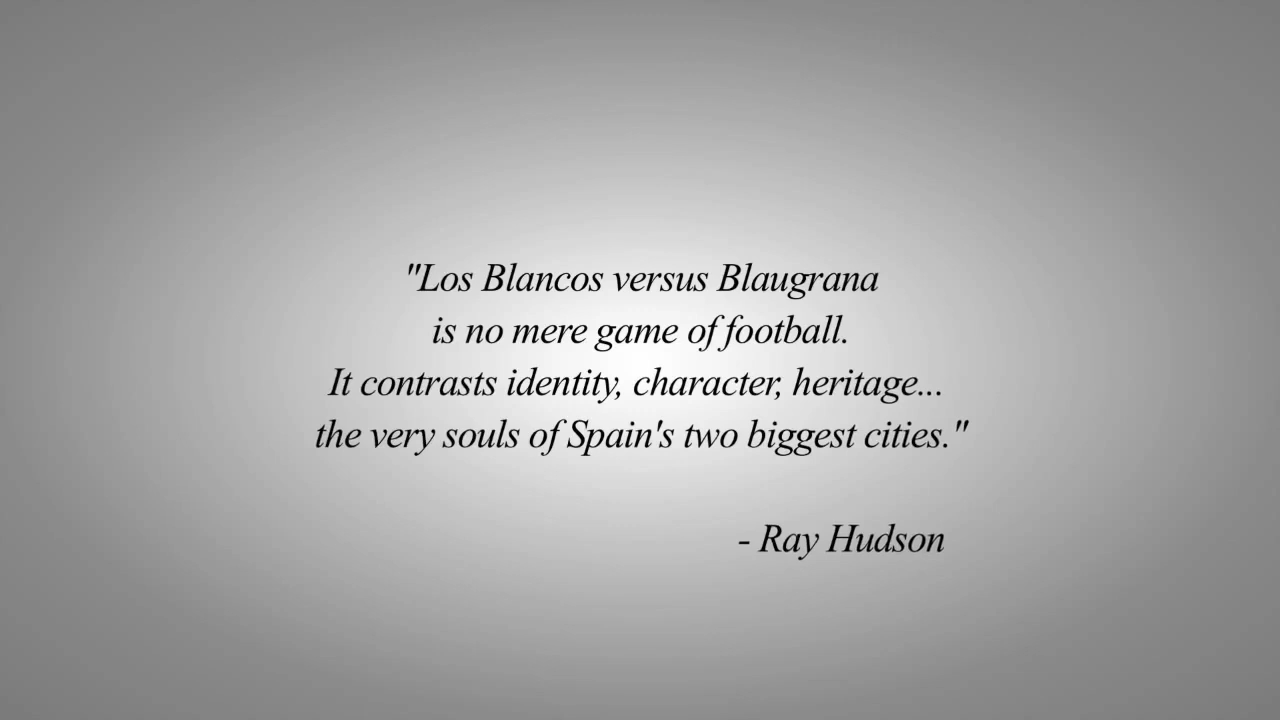 "Los Blancos versus Blaugrana
is no mere game of football.
It contrasts identity, character, heritage...
the very souls of Spain's two biggest cities."
- Ray Hudson